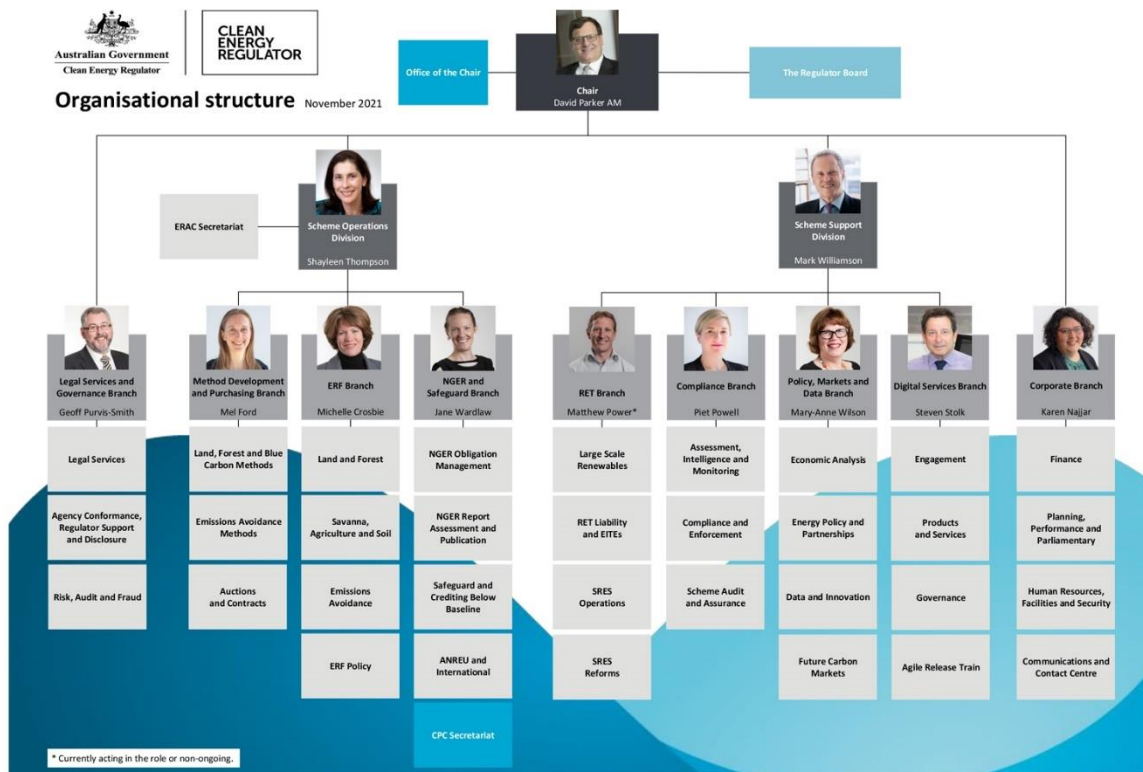 Australian Government
Clean Energy Regulator
CLEAN
ENERGY
REGULATOR
Organisational structure November 2021
Office of the Chair
Chair
David Parker AM
The Regulator Board
ERAC Secretariat
Scheme Operations
Division
Shayleen Thompson
Scheme Support
Division
Mark Williamson
Legal Services and
Governance Branch
Geoff Purvis-Smith
Method Development
and Purchasing Branch
Mel Ford
ERF Branch
Michelle Crosbie
NGER and
Safeguard Branch
Jane Wardlaw
RET Branch
Matthew Power*
Compliance Branch
Piet Powell
Policy, Markets and
Data Branch
Mary-Anne Wilson
Digital Services Branch
Steven Stolk
Corporate Branch
Karen Najjar
Legal Services
Agency Conformance,
Regulator Support
and Disclosure
Risk, Audit and Fraud
Land, Forest and Blue
Carbon Methods
Emissions Avoidance
Methods
Auctions
and Contracts
Land and Forest
Savanna,
Agriculture and Soil
Emissions
Avoidance
ERF Policy
NGER Obligation
Management
NGER Report
Assessment and
Publication
Safeguard and
Crediting Below
Baseline
ANREU and
International
CPC Secretariat
Large Scale
Renewables
RET Liability
and EITEs
SRES
Operations
SRES
Reforms
Assessment,
Intelligence and
Monitoring
Compliance and
Enforcement
Scheme Audit
and Assurance
Economic Analysis
Energy Policy and
Partnerships
Data and Innovation
Future Carbon
Markets
Engagement
Products
and Services
Governance
Agile Release Train
Finance
Planning,
Performance and
Parliamentary
Human Resources,
Facilities and Security
Communications and
Contact Centre
* Currently acting in the role or non-ongoing.